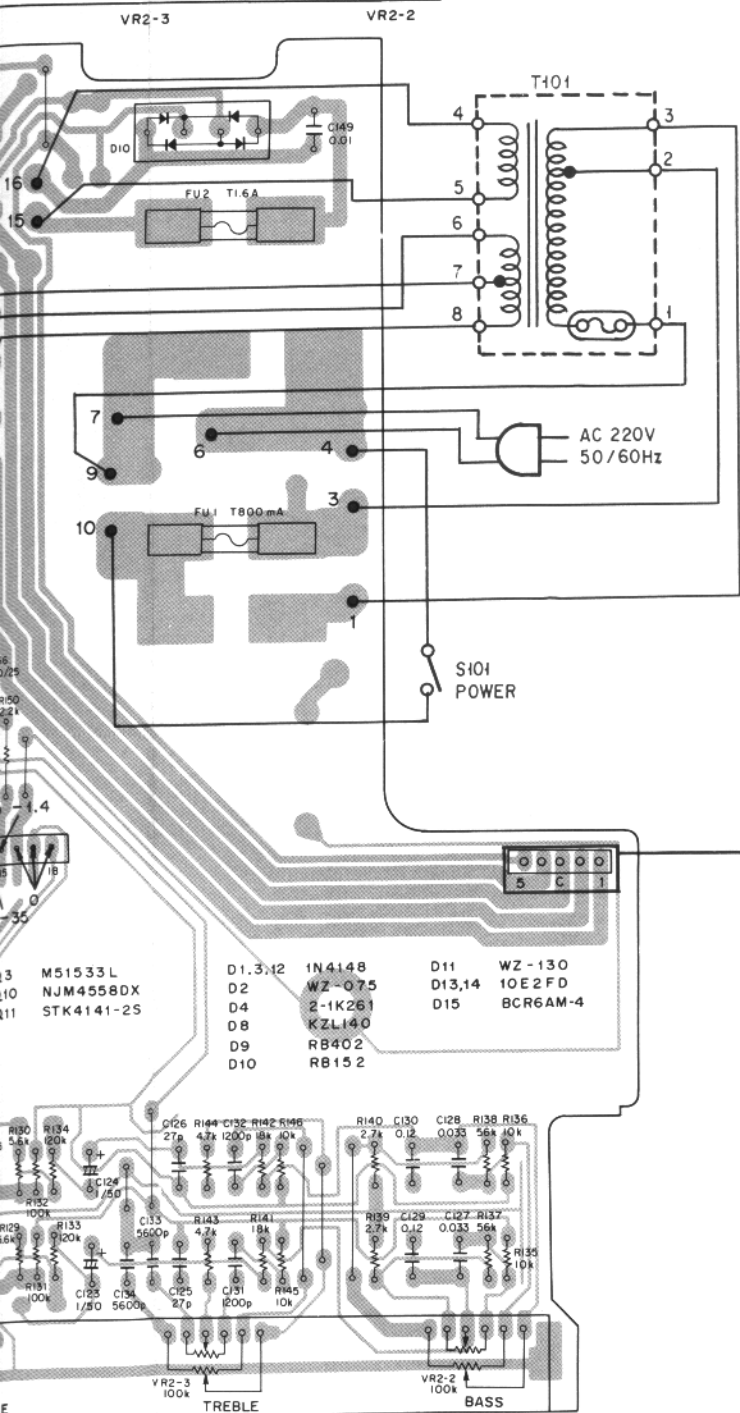 VR2-3 VR2-2
T101
4 3
D10 C149
0.01
2
16
FU2 T1.6A 5
15
6
7
8 1
7
6 4 AC 220V
50/60Hz
9
3
FU1 T800mA
10
1
S101
POWER
R150
2.2k
-1.4
18
0
5 C 1
-35
M51533L
NJM4558DX
STK4141-2S
D1.3.12 1N4148
D2 WZ-075
D4 2-1K261
D8 KZL140
D9 RB402
D10 RB152
D11 WZ-130
D13,14 10E2FD
D15 BCR6AM-4
R130 R134 C126 R144 C132 R142 R146 R140 C130 C128 R138 R136
5.6k 120k 27p 4.7k 1200p 18k 10k 2.7k 0.12 0.033 56k 10k
C124
1/50
R132
100k
R129 R133 C133 R143 R141 R139 C129 C127 R137
120k 5600p 4.7k 18k 2.7k 0.12 0.033 56k
R135
10k
R131 C123 C134 C125 C131 R145
100k 1/50 5600p 27p 1200p 10k
VR2-3
100k
VR2-2
100k
TREBLE BASS